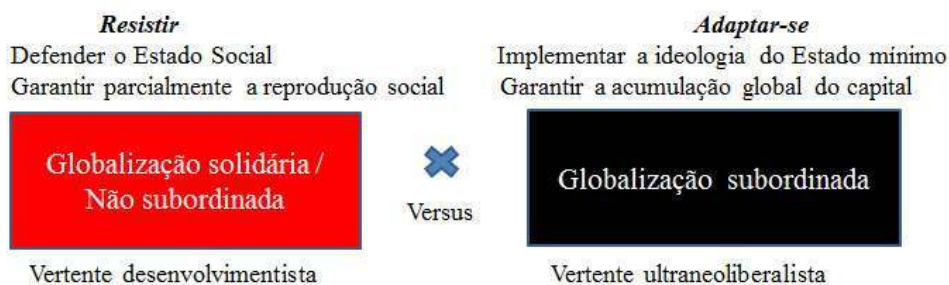 Resistir
Defender o Estado Social
Garantir parcialmente a reprodução social
Globalização solidária /
Não subordinada
Vertente desenvolvimentista
Versus
Adaptar-se
Implementar a ideologia do Estado mínimo
Garantir a acumulação global do capital
Globalização subordinada
Vertente ultraneoliberalista